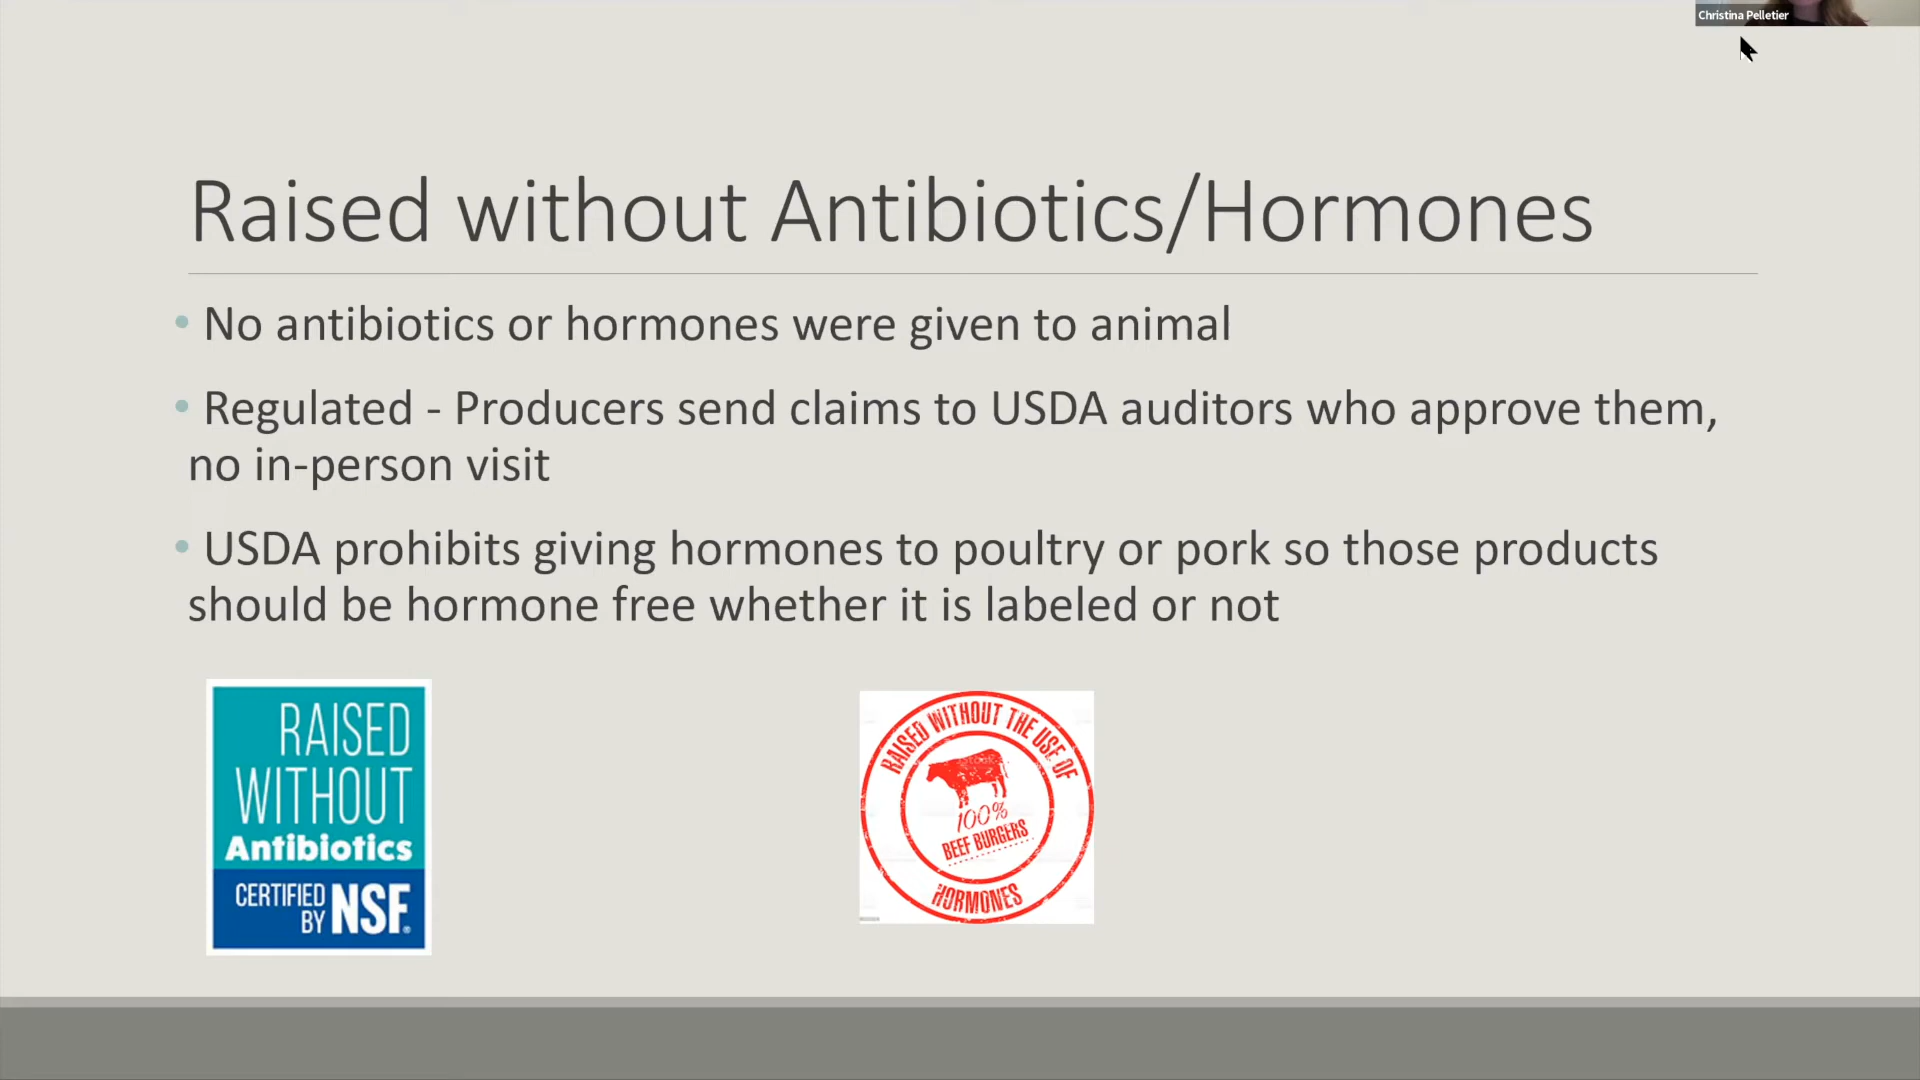 Christina Pelletier
Raised without Antibiotics/Hormones
• No antibiotics or hormones were given to animal
• Regulated - Producers send claims to USDA auditors who approve them,
no in-person visit
• USDA prohibits giving hormones to poultry or pork so those products
should be hormone free whether it is labeled or not
RAISED
WITHOUT
Antibiotics
CERTIFIED
BY NSF®
RAISED WITHOUT THE USE OF
100%
BEEF BURGERS
HORMONES